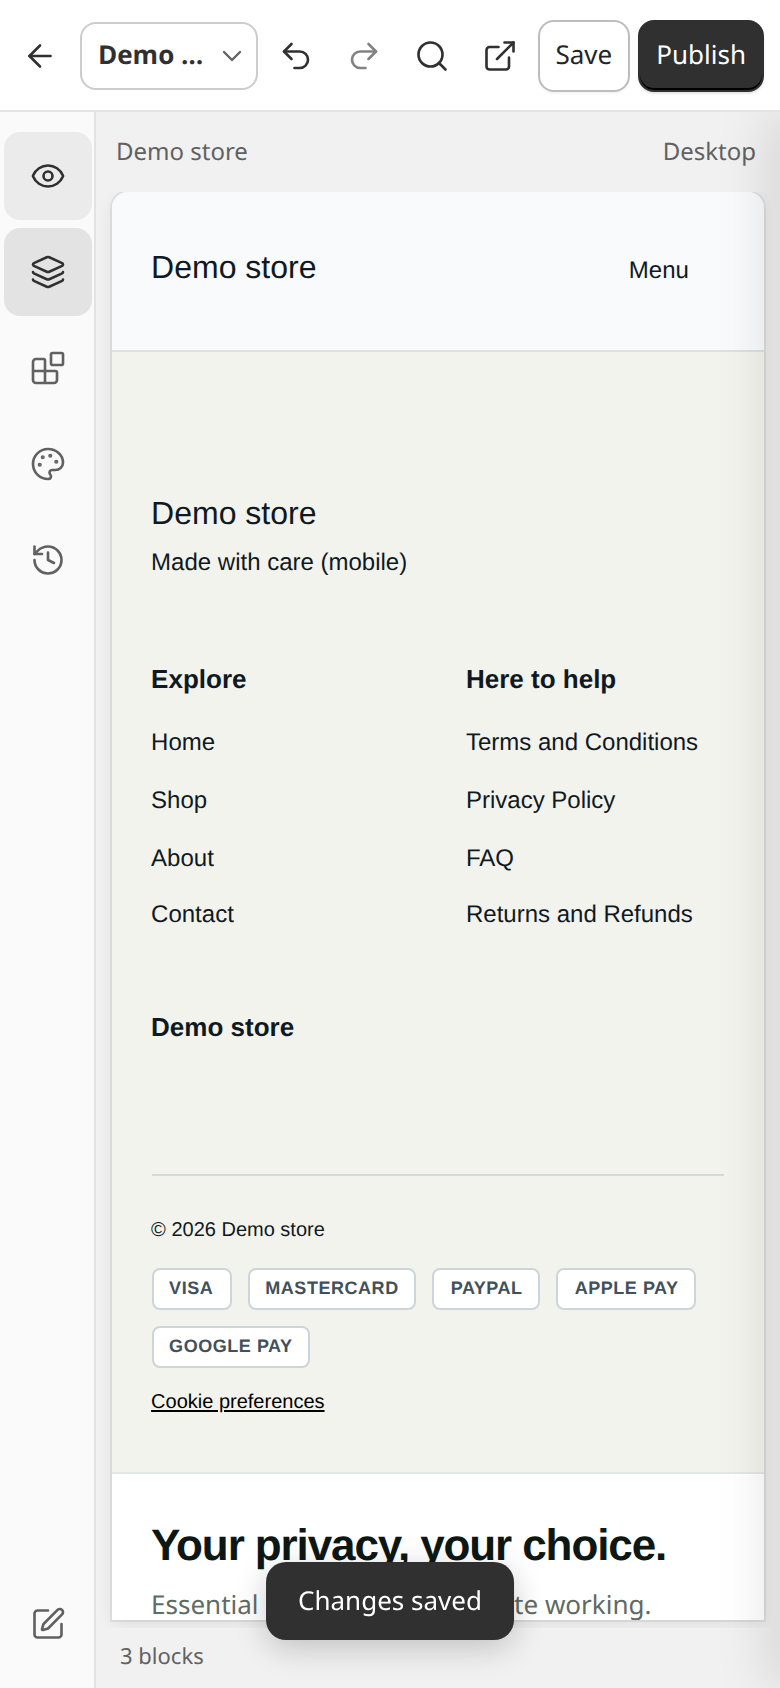 Demo ...
Save
Publish
Demo store
Desktop
Demo store
Menu
Demo store
Made with care (mobile)
Explore
Here to help
Home
Terms and Conditions
Shop
Privacy Policy
About
FAQ
Contact
Returns and Refunds
Demo store
© 2026 Demo store
VISA
MASTERCARD
PAYPAL
APPLE PAY
GOOGLE PAY
Cookie preferences
Your privacy, your choice.
Essential
working.
Changes saved
3 blocks